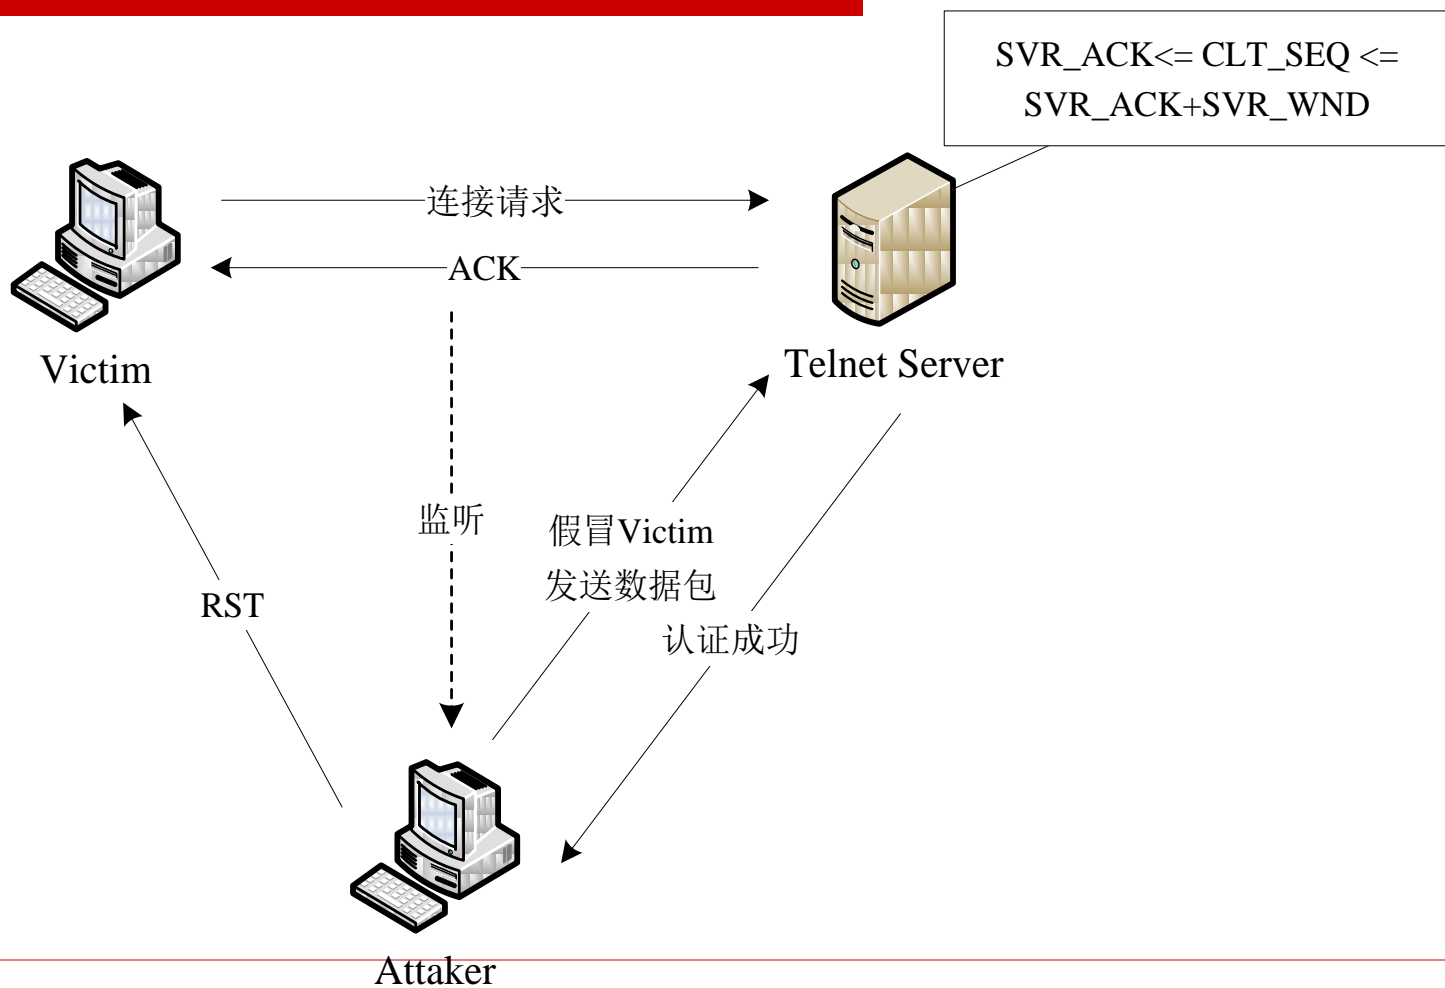 SVR_ACK<= CLT_SEQ <=
SVR_ACK+SVR_WND
连接请求
ACK
Victim
Telnet Server
监听
假冒Victim
发送数据包
RST
认证成功
Attaker